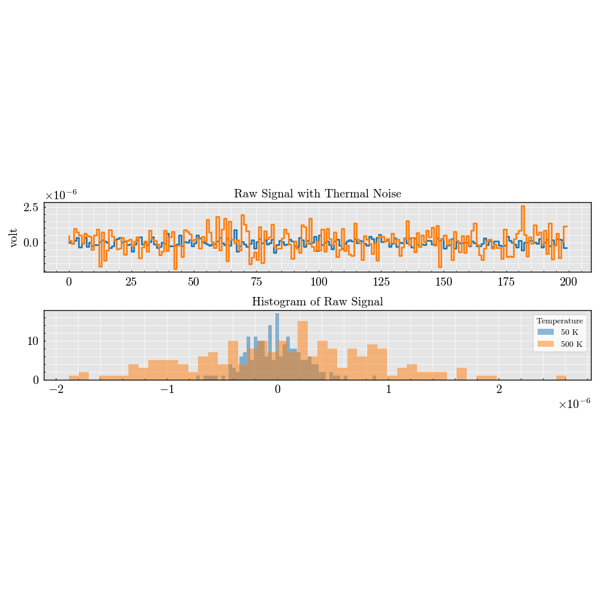 Raw Signal with Thermal Noise
×10⁻⁶
2.5
0.0
volt
0 25 50 75 100 125 150 175 200
Histogram of Raw Signal
10
0
Temperature
50 K
500 K
−2 −1 0 1 2
×10⁻⁶